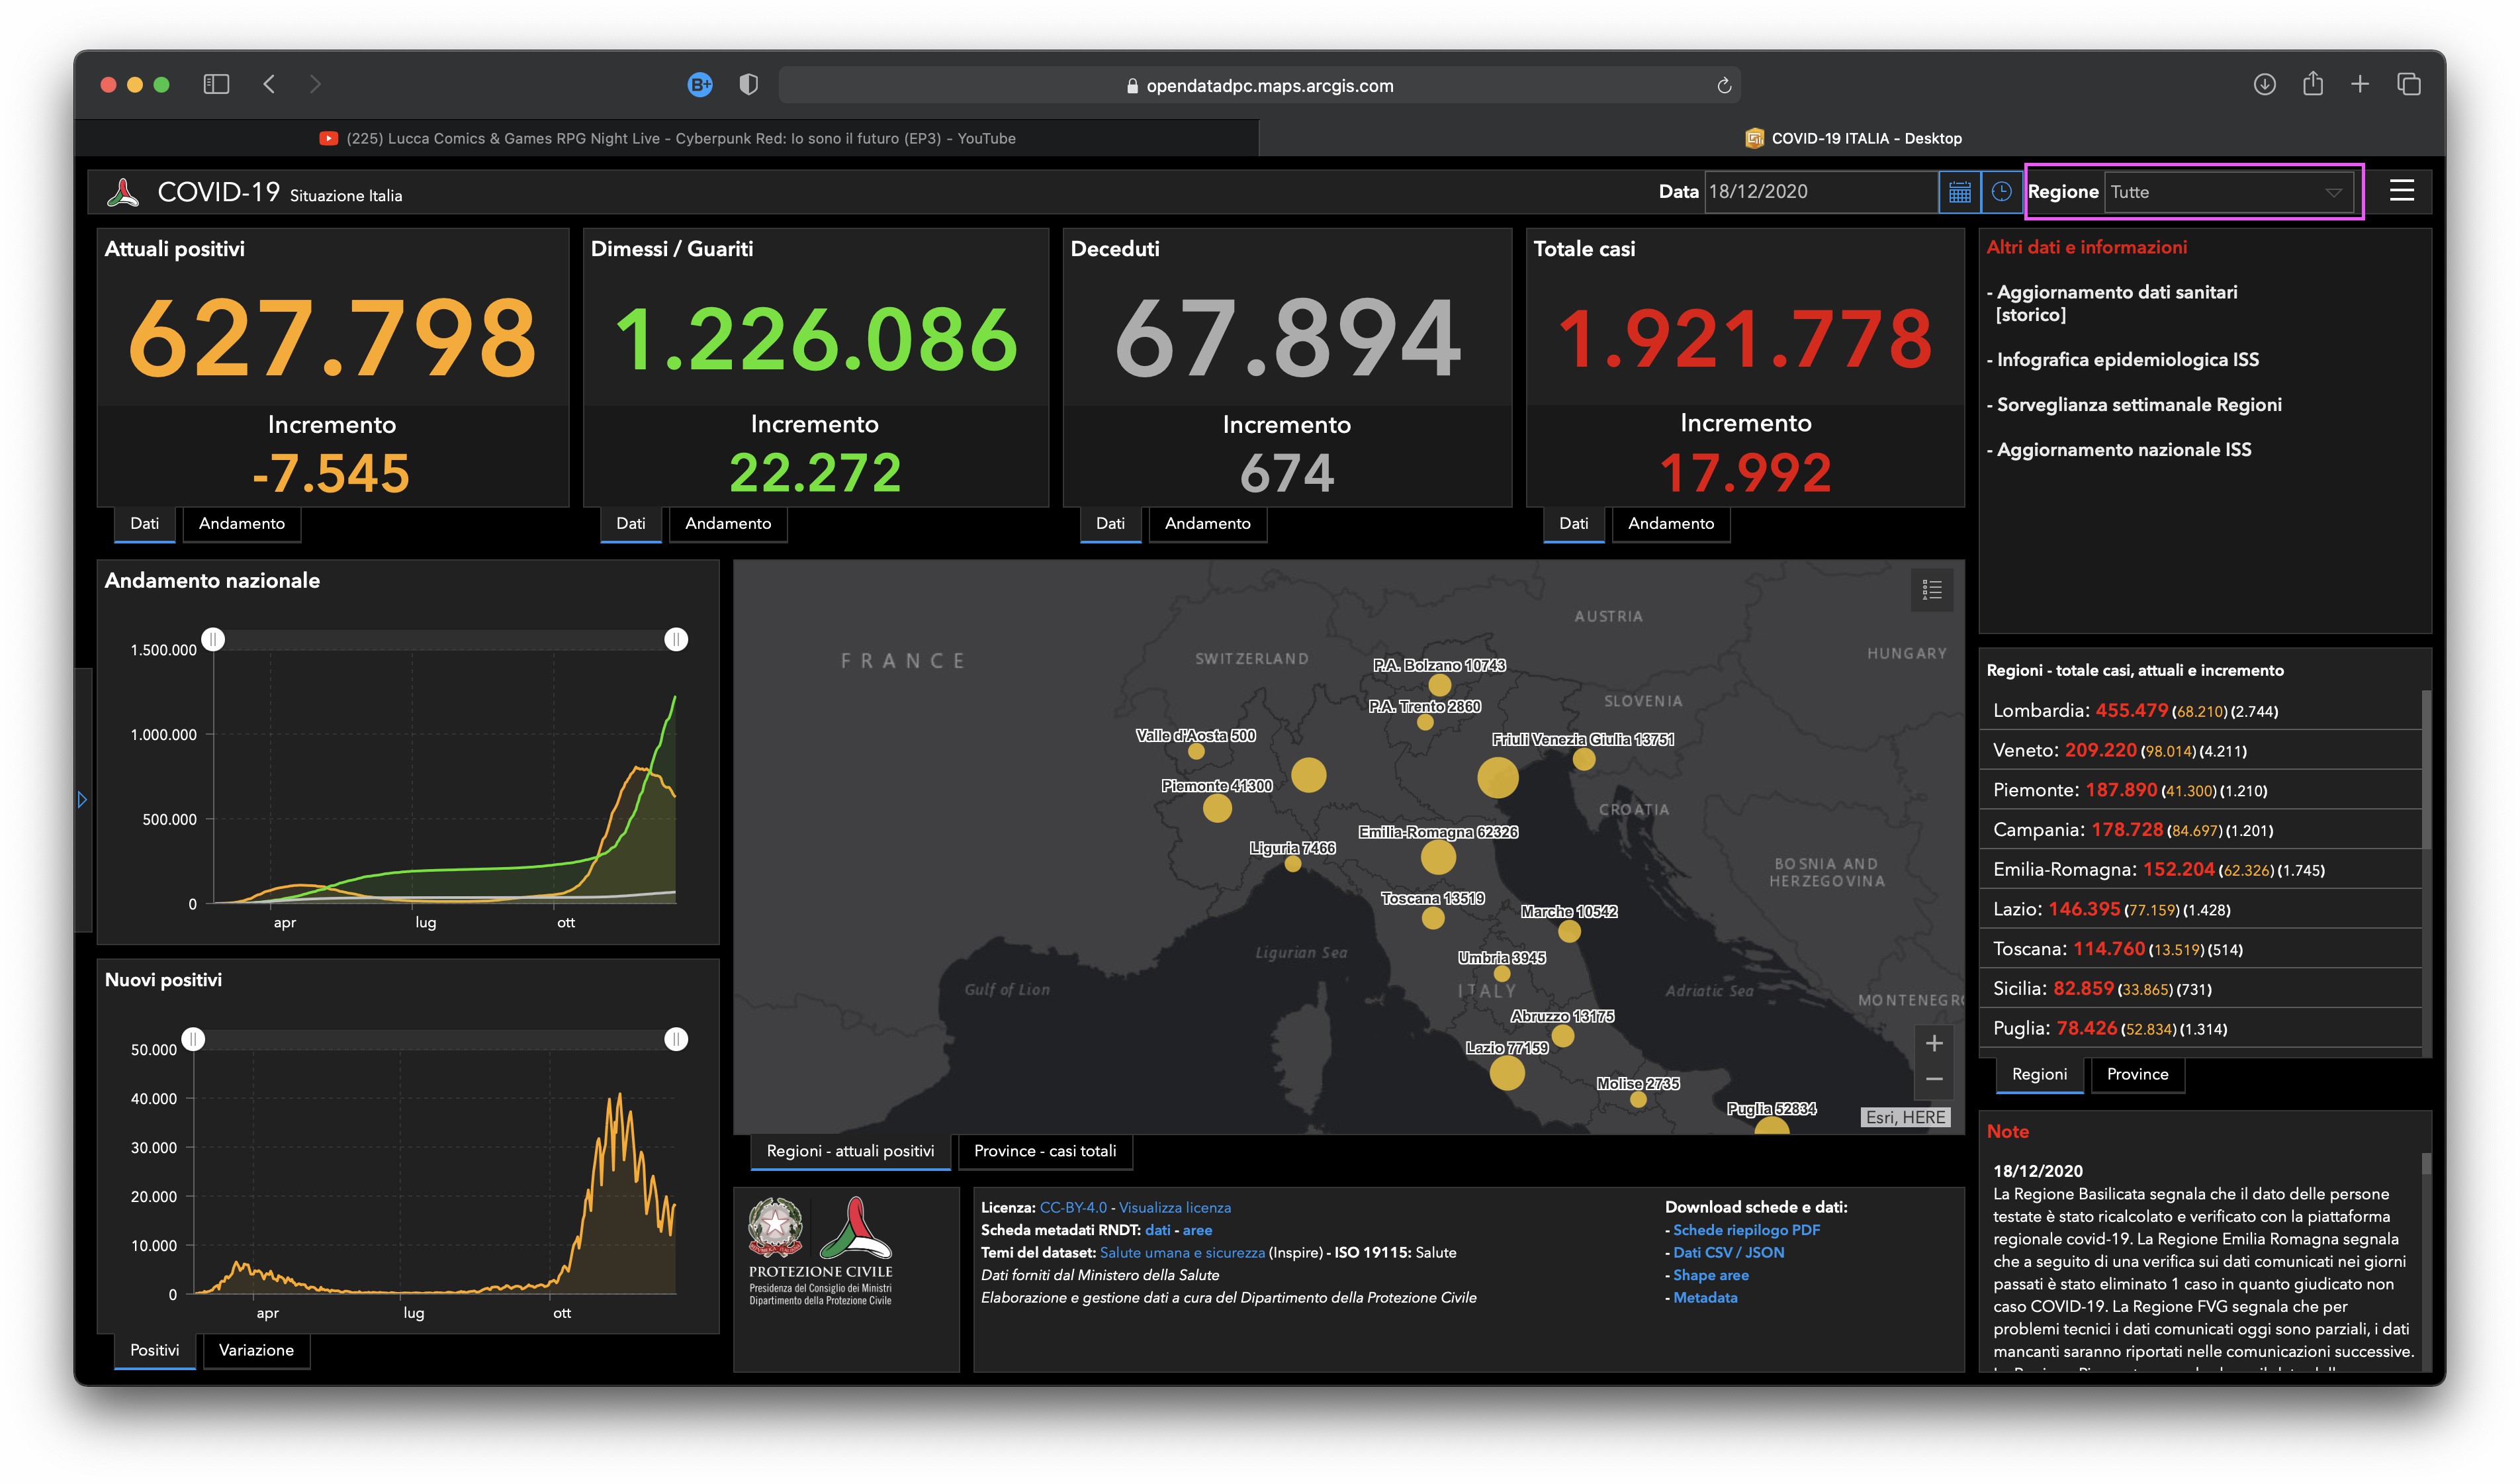 B+
opendatadpc.maps.arcgis.com
(225) Lucca Comics & Games RPG Night Live - Cyberpunk Red: Io sono il futuro (EP3) - YouTube
COVID-19 ITALIA - Desktop
COVID-19 Situazione Italia
Data 18/12/2020
Regione Tutte
Attuali positivi
627.798
Incremento
-7.545
Dati Andamento
Dimessi / Guariti
1.226.086
Incremento
22.272
Dati Andamento
Deceduti
67.894
Incremento
674
Dati Andamento
Totale casi
1.921.778
Incremento
17.992
Dati Andamento
Altri dati e informazioni
- Aggiornamento dati sanitari
[storico]
- Infografica epidemiologica ISS
- Sorveglianza settimanale Regioni
- Aggiornamento nazionale ISS
Andamento nazionale
1.500.000
1.000.000
500.000
0
apr lug ott
Nuovi positivi
50.000
40.000
30.000
20.000
10.000
0
apr lug ott
Positivi Variazione
AUSTRIA
FRANCE
SWITZERLAND
HUNGARY
P.A. Bolzano 10743
SLOVENIA
P.A. Trento 2860
Valle d'Aosta 500
Friuli Venezia Giulia 13751
Piemonte 41300
CROATIA
Emilia-Romagna 62326
Liguria 7466
BOSNIA AND
HERZEGOVINA
Toscana 13519
Marche 10542
Ligurian Sea
Umbria 3945
Gulf of Lion
ITALY
Adriatic Sea
MONTENEGR
Abruzzo 13175
Lazio 77159
Molise 2735
Puglia 52834
+
−
Esri, HERE
Regioni - attuali positivi Province - casi totali
Regioni - totale casi, attuali e incremento
Lombardia: 455.479 (68.210) (2.744)
Veneto: 209.220 (98.014) (4.211)
Piemonte: 187.890 (41.300) (1.210)
Campania: 178.728 (84.697) (1.201)
Emilia-Romagna: 152.204 (62.326) (1.745)
Lazio: 146.395 (77.159) (1.428)
Toscana: 114.760 (13.519) (514)
Sicilia: 82.859 (33.865) (731)
Puglia: 78.426 (52.834) (1.314)
Regioni Province
PROTEZIONE CIVILE
Presidenza del Consiglio dei Ministri
Dipartimento della Protezione Civile
Licenza: CC-BY-4.0 - Visualizza licenza
Scheda metadati RNDT: dati - aree
Temi del dataset: Salute umana e sicurezza (Inspire) - ISO 19115: Salute
Dati forniti dal Ministero della Salute
Elaborazione e gestione dati a cura del Dipartimento della Protezione Civile
Download schede e dati:
- Schede riepilogo PDF
- Dati CSV / JSON
- Shape aree
- Metadata
Note
18/12/2020
La Regione Basilicata segnala che il dato delle persone
testate è stato ricalcolato e verificato con la piattaforma
regionale covid-19. La Regione Emilia Romagna segnala
che a seguito di una verifica sui dati comunicati nei giorni
passati è stato eliminato 1 caso in quanto giudicato non
caso COVID-19. La Regione FVG segnala che per
problemi tecnici i dati comunicati oggi sono parziali, i dati
mancanti saranno riportati nelle comunicazioni successive.